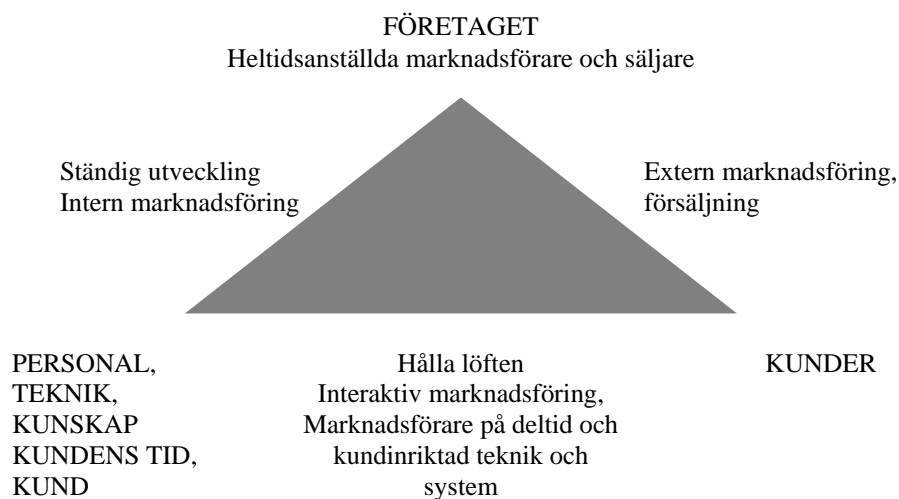 FÖRETAGET
Heltidsanställda marknadsförare och säljare
Ständig utveckling
Intern marknadsföring
Extern marknadsföring,
försäljning
PERSONAL,
TEKNIK,
KUNSKAP
KUNDENS TID,
KUND
Hålla löften
Interaktiv marknadsföring,
Marknadsförare på deltid och
kundinriktad teknik och
system
KUNDER